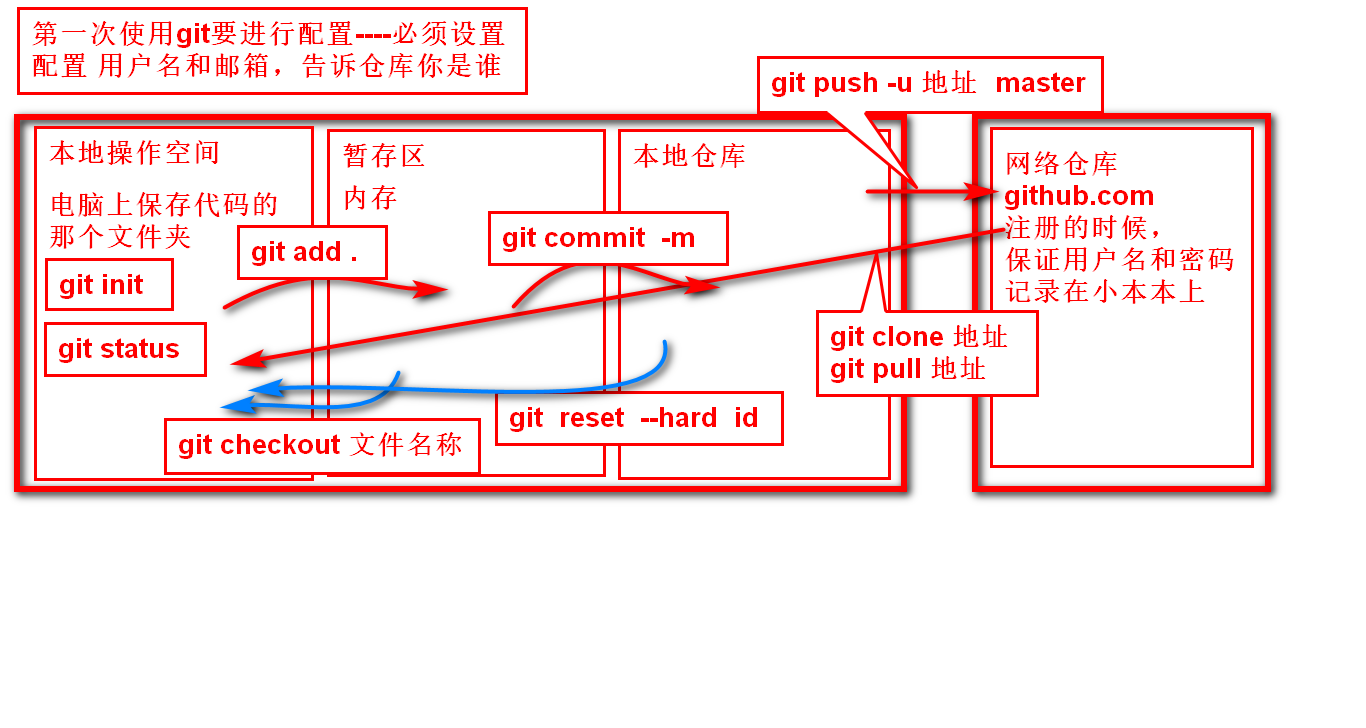 第一次使用git要进行配置----必须设置
配置 用户名和邮箱，告诉仓库你是谁
git push -u 地址 master
本地操作空间
电脑上保存代码的
那个文件夹
git init
git status
暂存区
内存
git add .
git commit -m
本地仓库
网络仓库
github.com
注册的时候，
保证用户名和密码
记录在小本本上
git clone 地址
git pull 地址
git reset --hard id
git checkout 文件名称